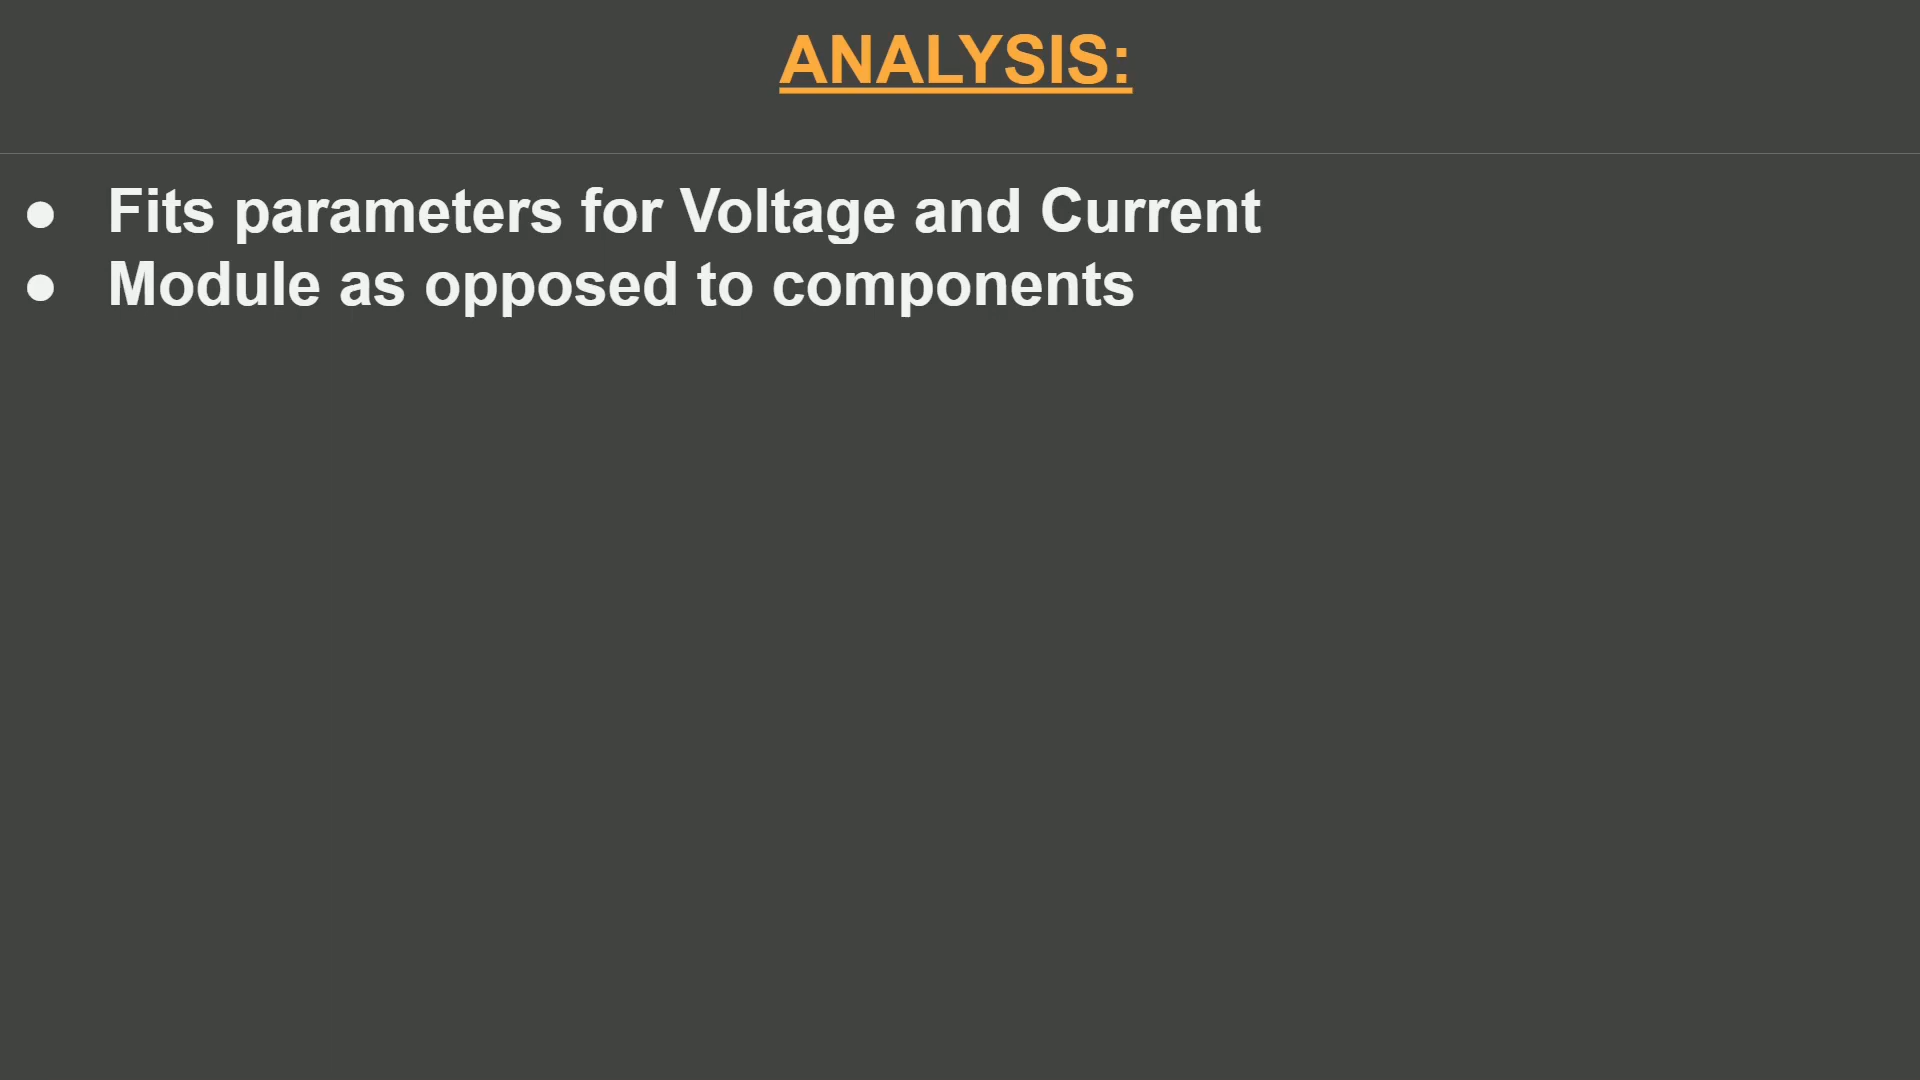 ANALYSIS:
● Fits parameters for Voltage and Current
● Module as opposed to components